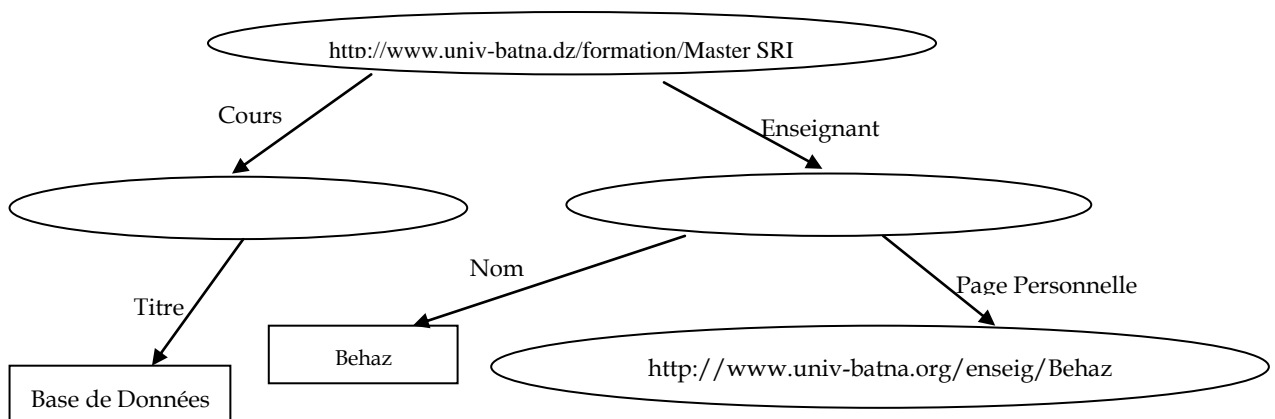 http://www.univ-batna.dz/formation/Master SRI
Cours
Enseignant
Nom
Page Personnelle
Titre
Behaz
http://www.univ-batna.org/enseig/Behaz
Base de Données